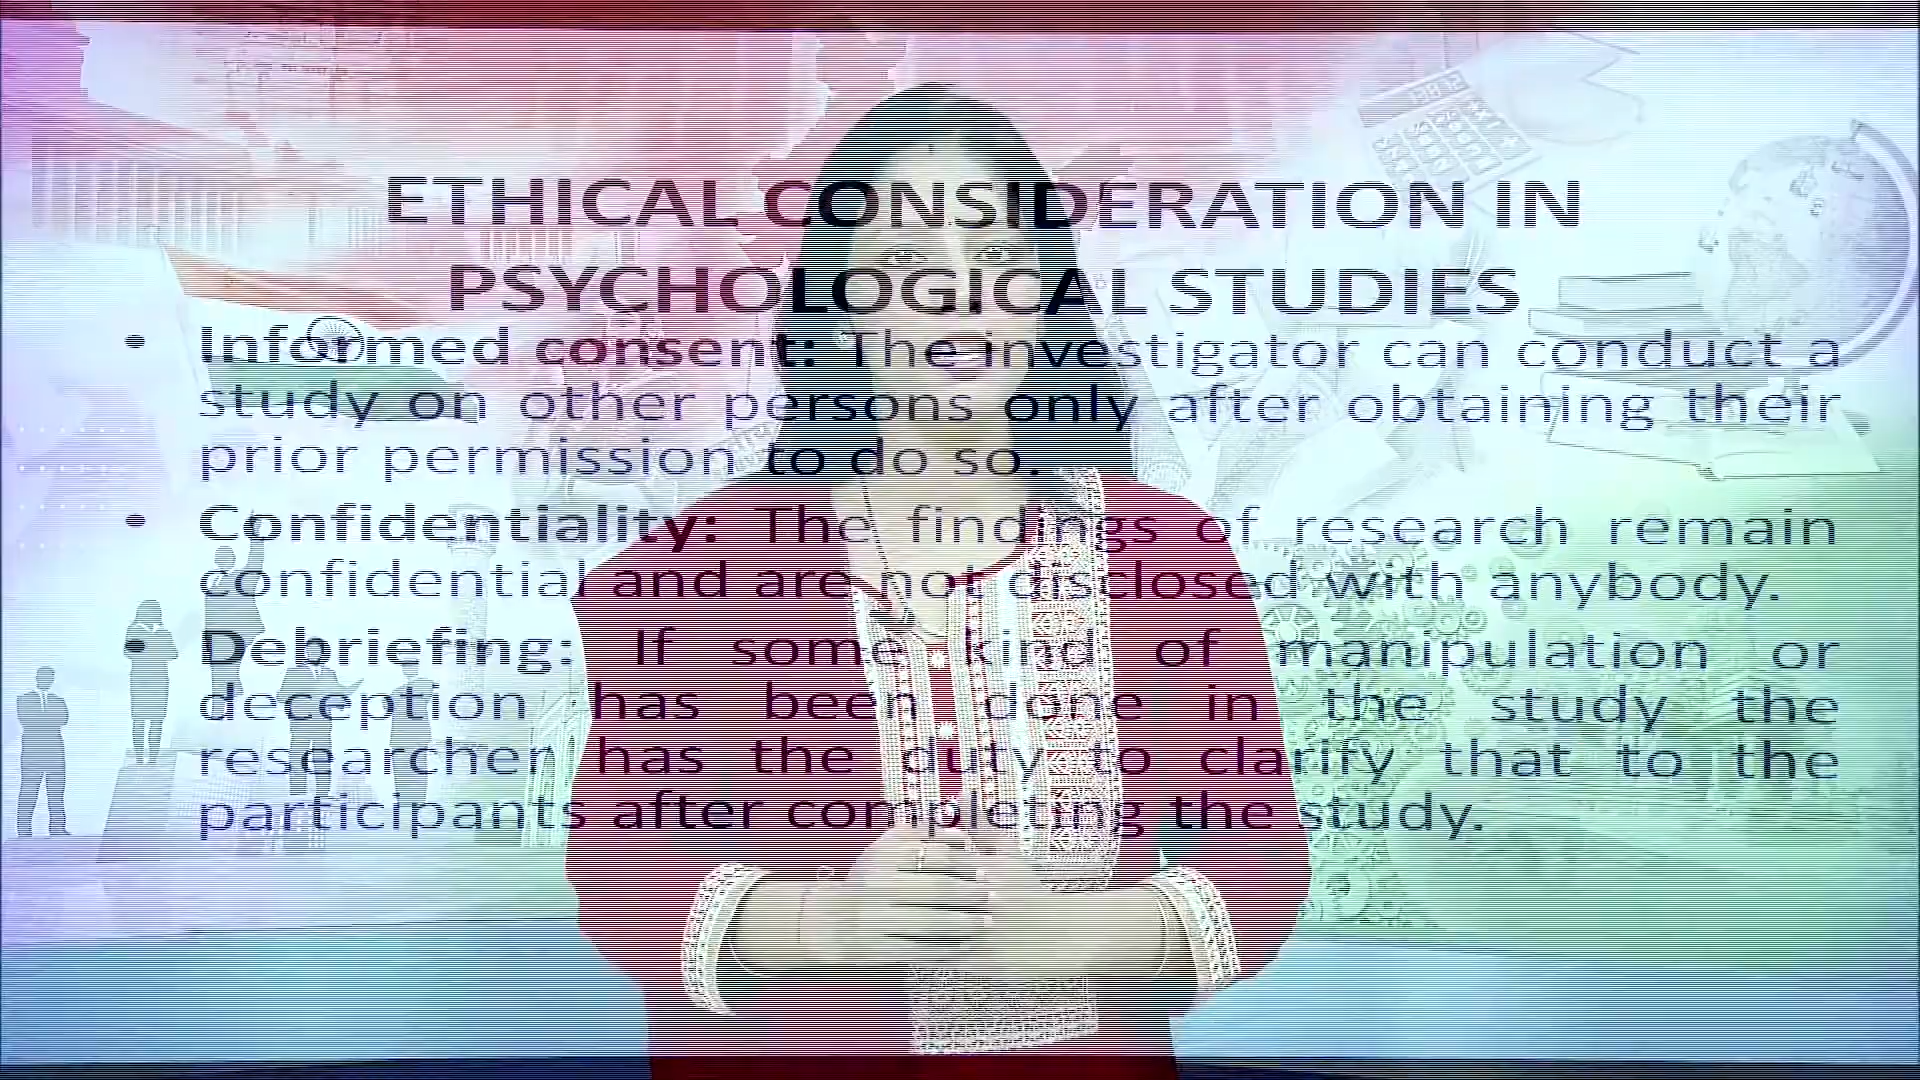 ETHICAL CONSIDERATION IN
PSYCHOLOGICAL STUDIES
• Informed consent: The investigator can conduct a
study on other persons only after obtaining their
prior permission to do so.
• Confidentiality: The findings of research remain
confidential and are not disclosed with anybody.
• Debriefing: If some kind of manipulation or
deception has been done in the study the
researcher has the duty to clarify that to the
participants after completing the study.